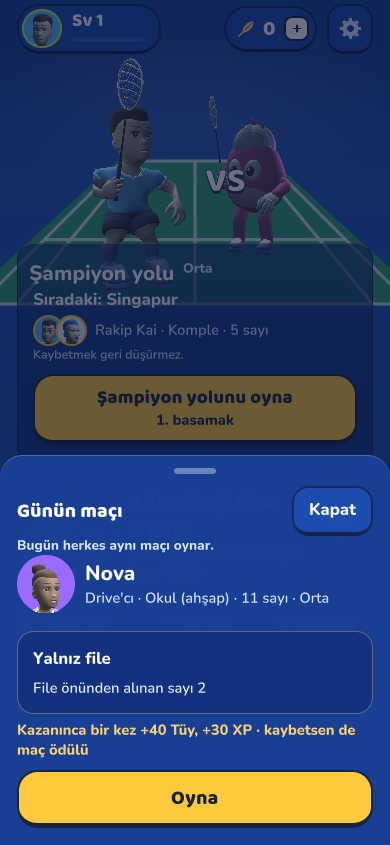 Sv 1
0
+
VS
Şampiyon yolu Orta
Sıradaki: Singapur
Rakip Kai · Komple · 5 sayı
Kaybetmek geri düşürmez.
Şampiyon yolunu oyna
1. basamak
Günün maçı
Kapat
Bugün herkes aynı maçı oynar.
Nova
Drive'cı · Okul (ahşap) · 11 sayı · Orta
Yalnız file
File önünden alınan sayı 2
Kazanınca bir kez +40 Tüy, +30 XP · kaybetsen de
maç ödülü
Oyna